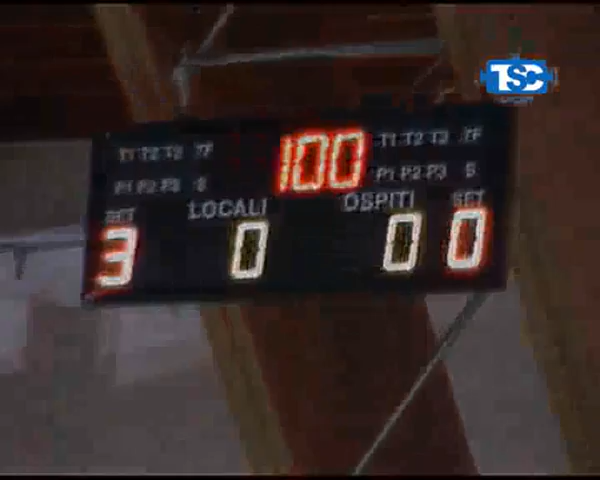 TSC
100
T1 T2 T3 TF T1 T2 T3 TF
P1 P2 P3 S P1 P2 P3 S
SET LOCALI OSPITI SET
3 0 0 0